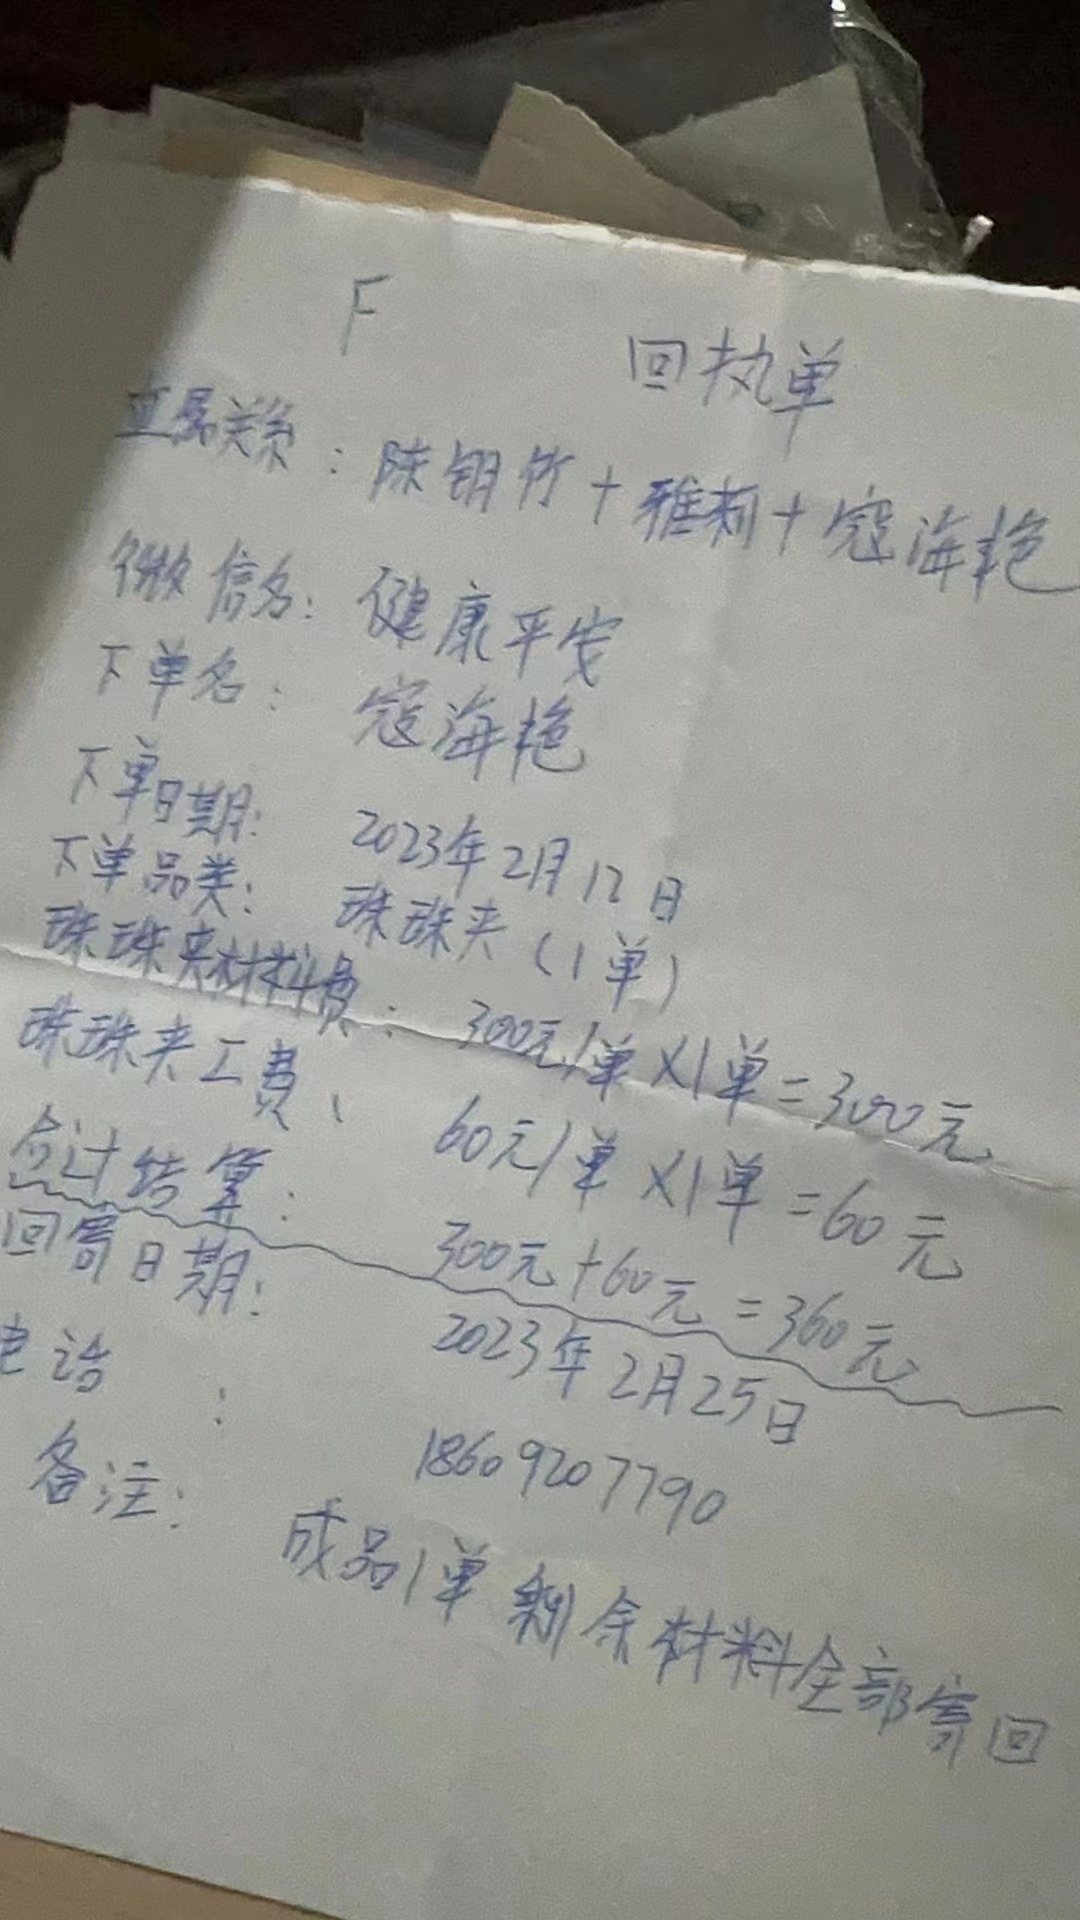 F
回执单
直属关系：陈钥竹+雅莉+寇海艳
微信名：健康平安
下单名：寇海艳
下单日期：2023年2月12日
下单品类：珠珠夹（1单）
珠珠夹材料费：300元/单×1单=300元
珠珠夹工费：60元/单×1单=60元
合计结算：300元+60元=360元
回寄日期：2023年2月25日
电话：18609207790
备注：成品1单剩余材料全部寄回